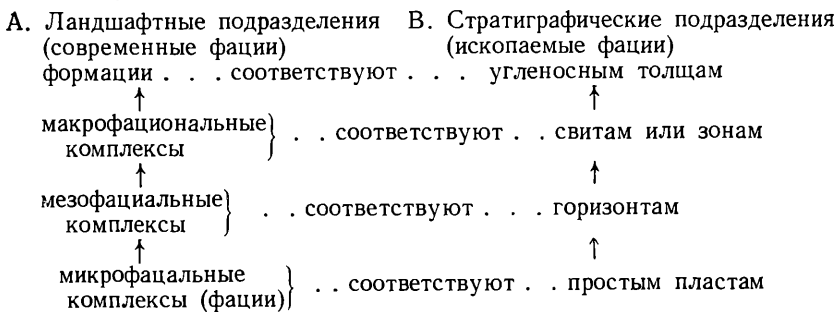 А. Ландшафтные подразделения В. Стратиграфические подразделения
(современные фации) (ископаемые фации)
формации . . . соответствуют . . . угленосным толщам
↑ ↑
макрофациональные} . . соответствуют . . свитам или зонам
комплексы
↑ ↑
мезофациальные} . . соответствуют . . . горизонтам
комплексы
↑ ↑
микрофацальные } . . соответствуют . . простым пластам
комплексы (фации)